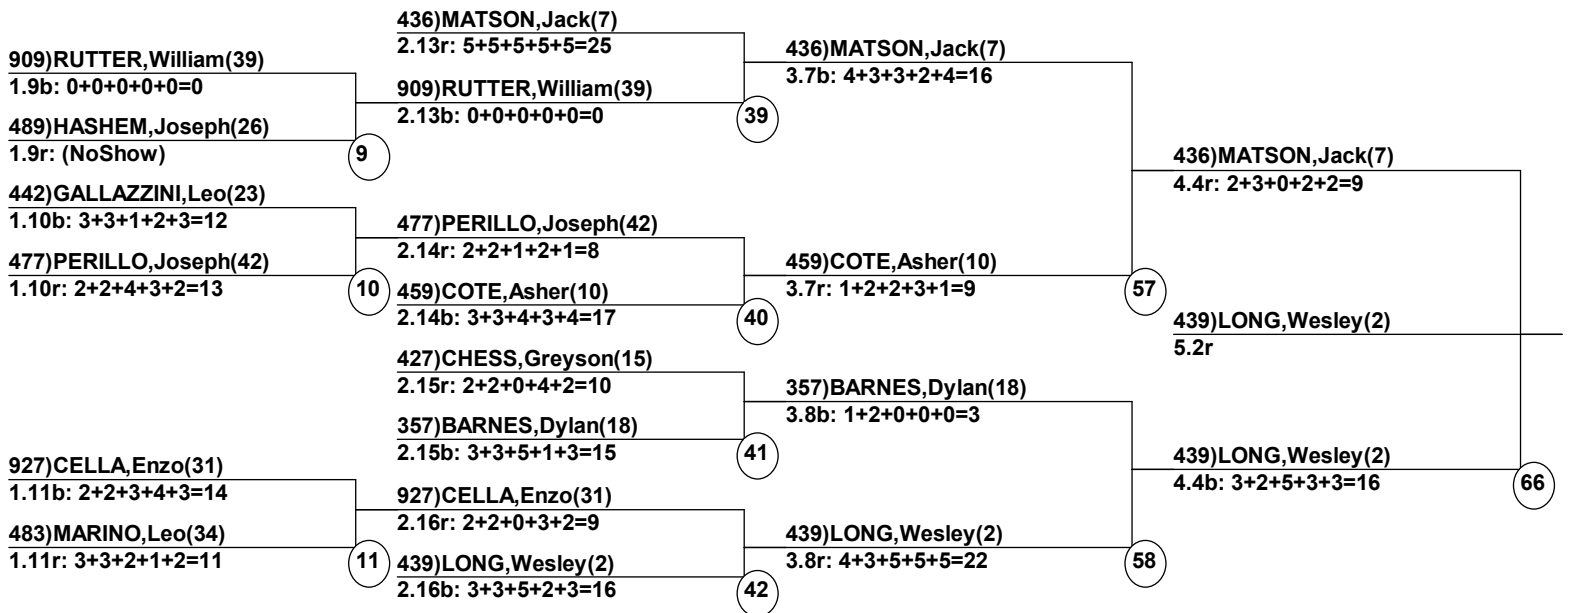 909)RUTTER,William(39)
1.9b: 0+0+0+0+0=0
489)HASHEM,Joseph(26)
1.9r: (NoShow)
9
442)GALLAZZINI,Leo(23)
1.10b: 3+3+1+2+3=12
477)PERILLO,Joseph(42)
1.10r: 2+2+4+3+2=13
10
927)CELLA,Enzo(31)
1.11b: 2+2+3+4+3=14
483)MARINO,Leo(34)
1.11r: 3+3+2+1+2=11
11
436)MATSON,Jack(7)
2.13r: 5+5+5+5+5=25
909)RUTTER,William(39)
2.13b: 0+0+0+0+0=0
39
477)PERILLO,Joseph(42)
2.14r: 2+2+1+2+1=8
459)COTE,Asher(10)
2.14b: 3+3+4+3+4=17
40
427)CHESS,Greyson(15)
2.15r: 2+2+0+4+2=10
357)BARNES,Dylan(18)
2.15b: 3+3+5+1+3=15
41
927)CELLA,Enzo(31)
2.16r: 2+2+0+3+2=9
439)LONG,Wesley(2)
2.16b: 3+3+5+2+3=16
42
436)MATSON,Jack(7)
3.7b: 4+3+3+2+4=16
459)COTE,Asher(10)
3.7r: 1+2+2+3+1=9
57
357)BARNES,Dylan(18)
3.8b: 1+2+0+0+0=3
439)LONG,Wesley(2)
3.8r: 4+3+5+5+5=22
58
436)MATSON,Jack(7)
4.4r: 2+3+0+2+2=9
439)LONG,Wesley(2)
5.2r
439)LONG,Wesley(2)
4.4b: 3+2+5+3+3=16
66